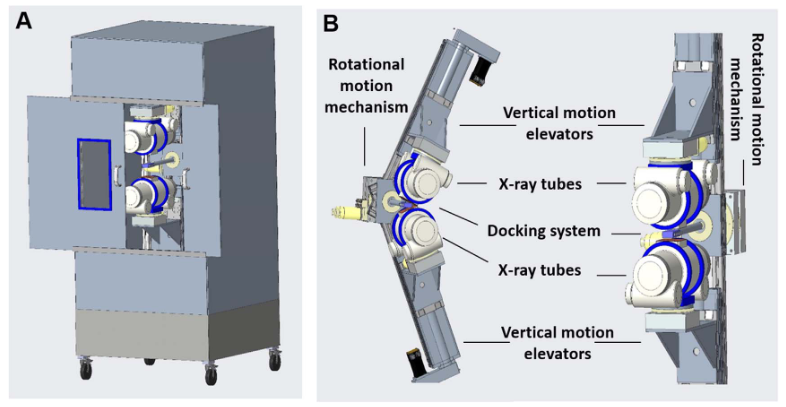 A
B
Rotational
motion
mechanism
Vertical motion
elevators
X-ray tubes
Docking system
X-ray tubes
Vertical motion
elevators
Rotational motion
mechanism